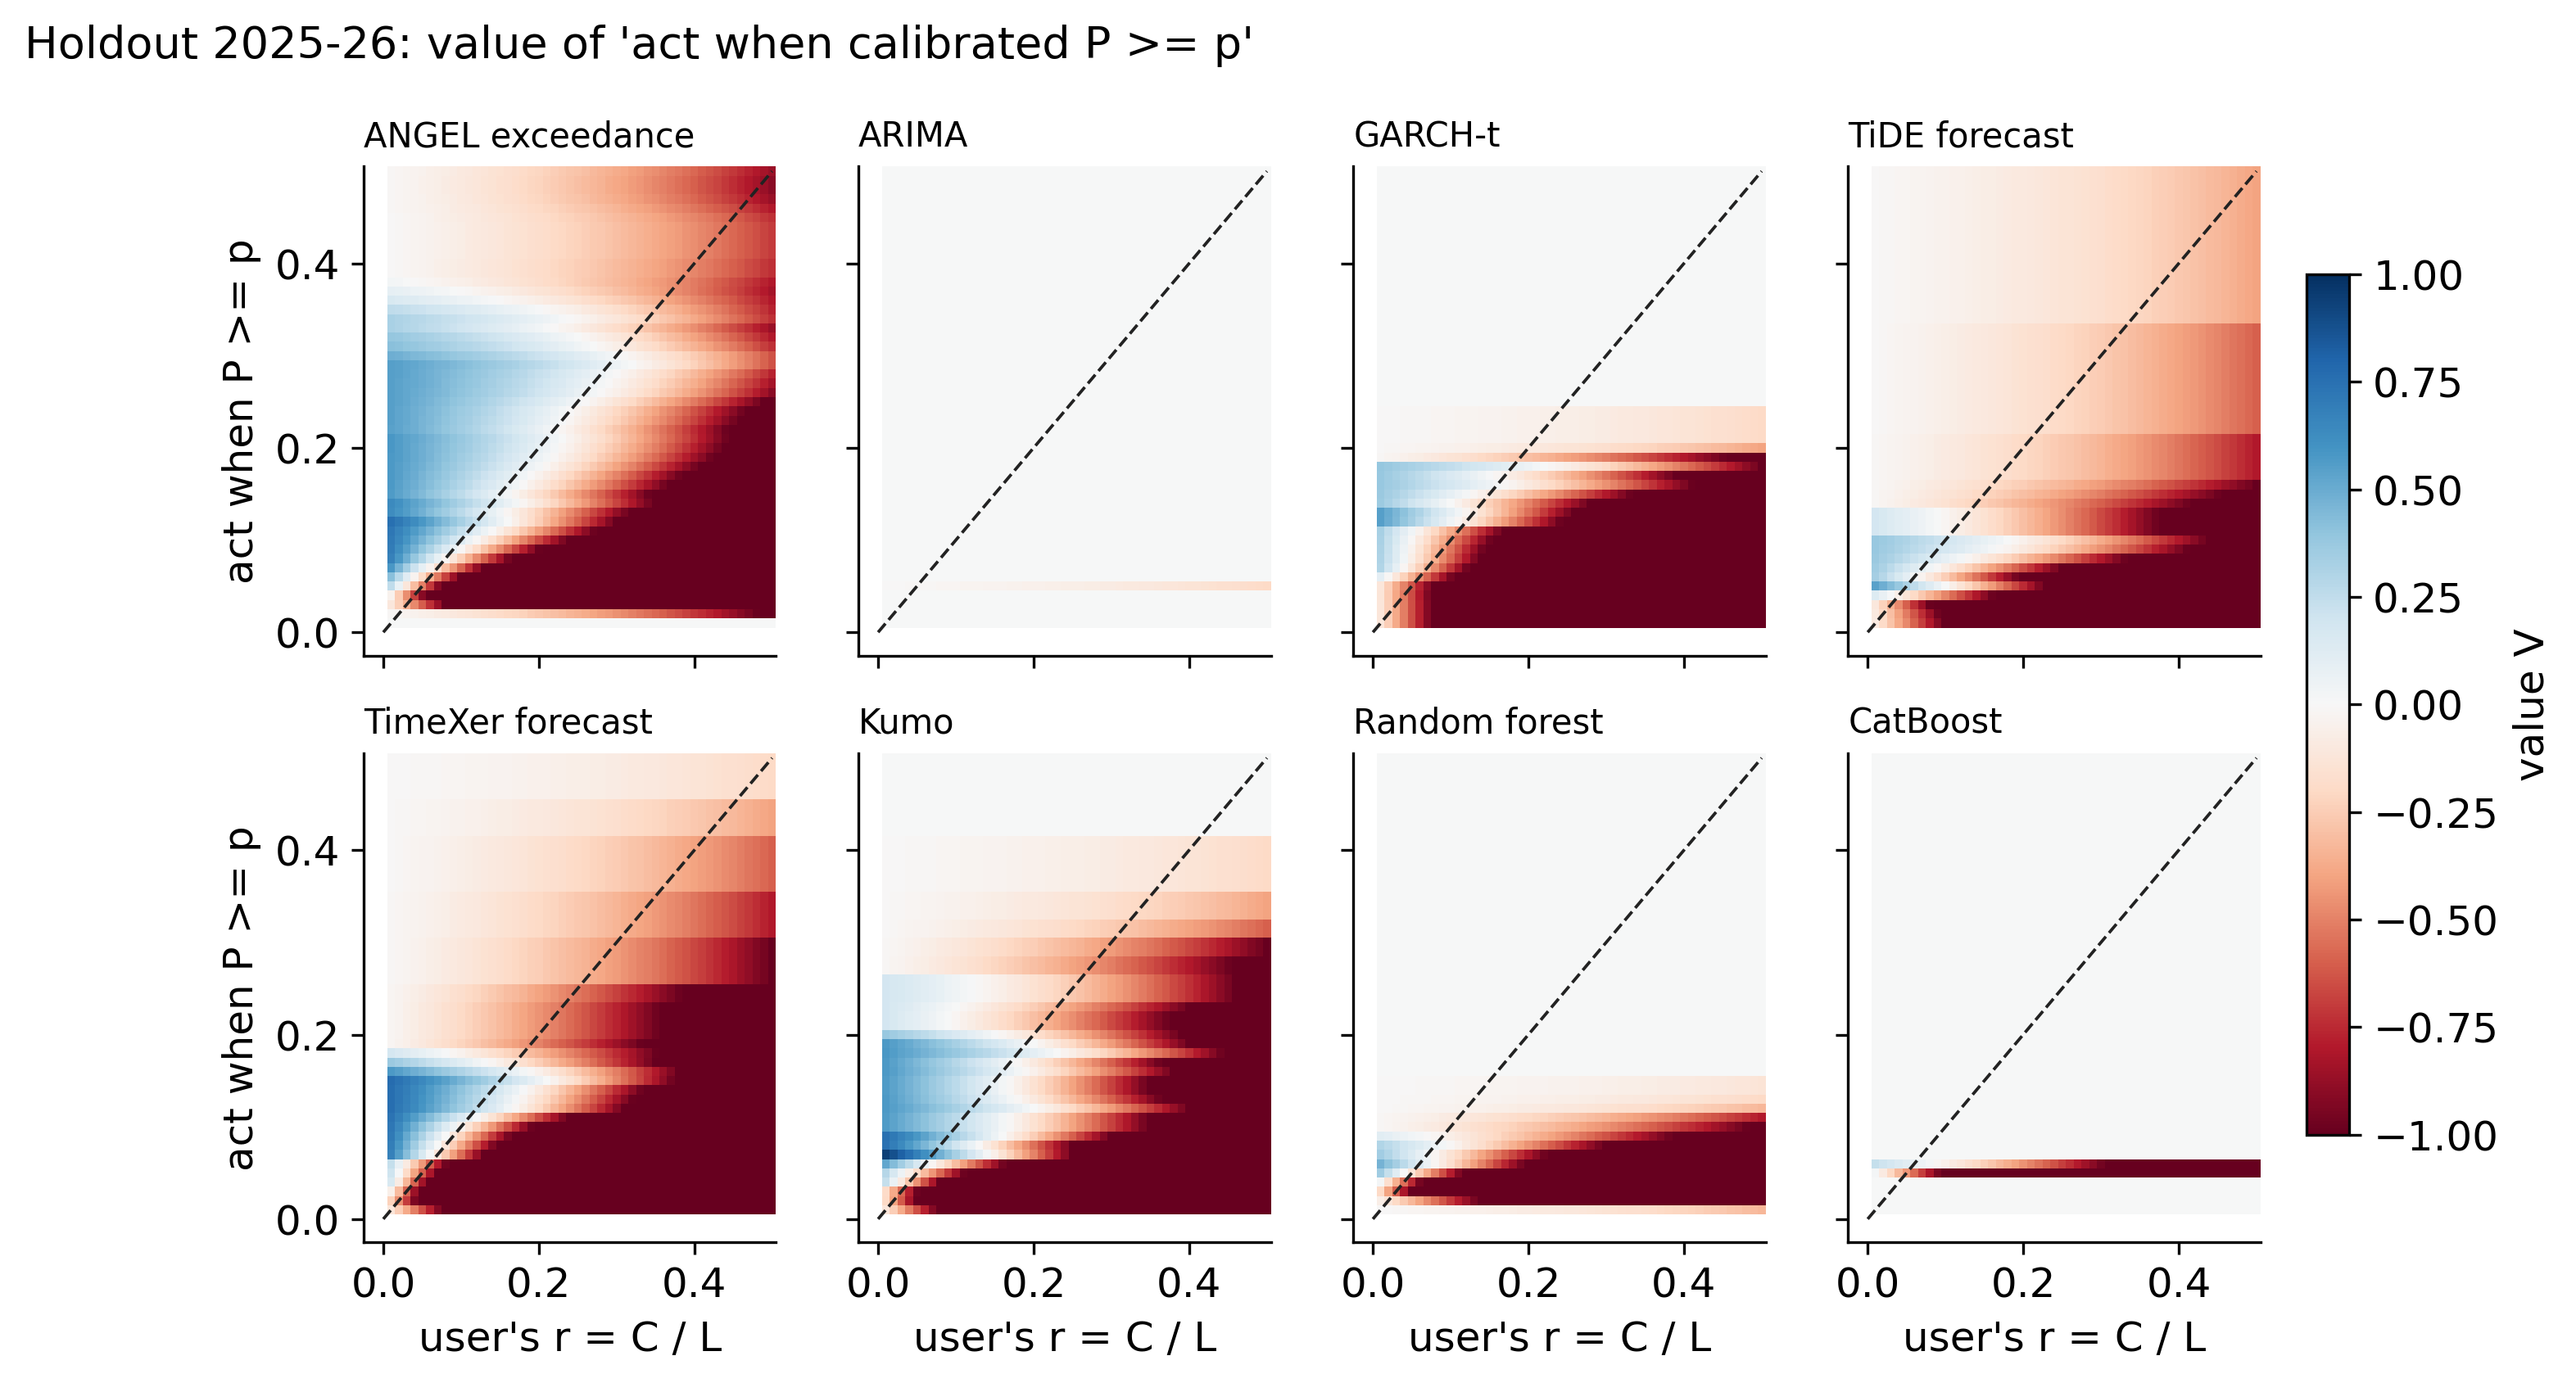 Holdout 2025-26: value of 'act when calibrated P >= p'
ANGEL exceedance
ARIMA
GARCH-t
TiDE forecast
act when P >= p
0.4
0.2
0.0
TimeXer forecast
Kumo
Random forest
CatBoost
act when P >= p
0.4
0.2
0.0
0.0 0.2 0.4
0.0 0.2 0.4
0.0 0.2 0.4
0.0 0.2 0.4
user's r = C / L
user's r = C / L
user's r = C / L
user's r = C / L
1.00
0.75
0.50
0.25
0.00
−0.25
−0.50
−0.75
−1.00
value V